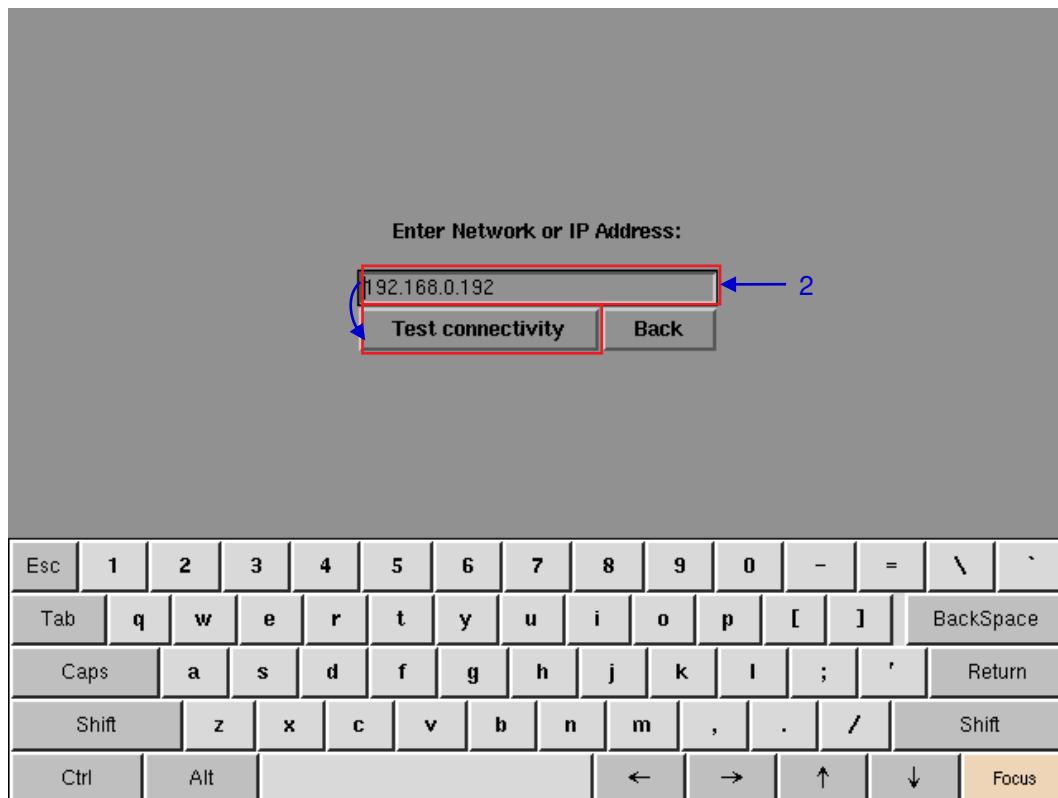 Enter Network or IP Address:
192.168.0.192
2
Test connectivity Back
Esc 1 2 3 4 5 6 7 8 9 0 - = \ `
Tab q w e r t y u i o p [ ] BackSpace
Caps a s d f g h j k l ; ' Return
Shift z x c v b n m , . / Shift
Ctrl Alt ← → ↑ ↓ Focus